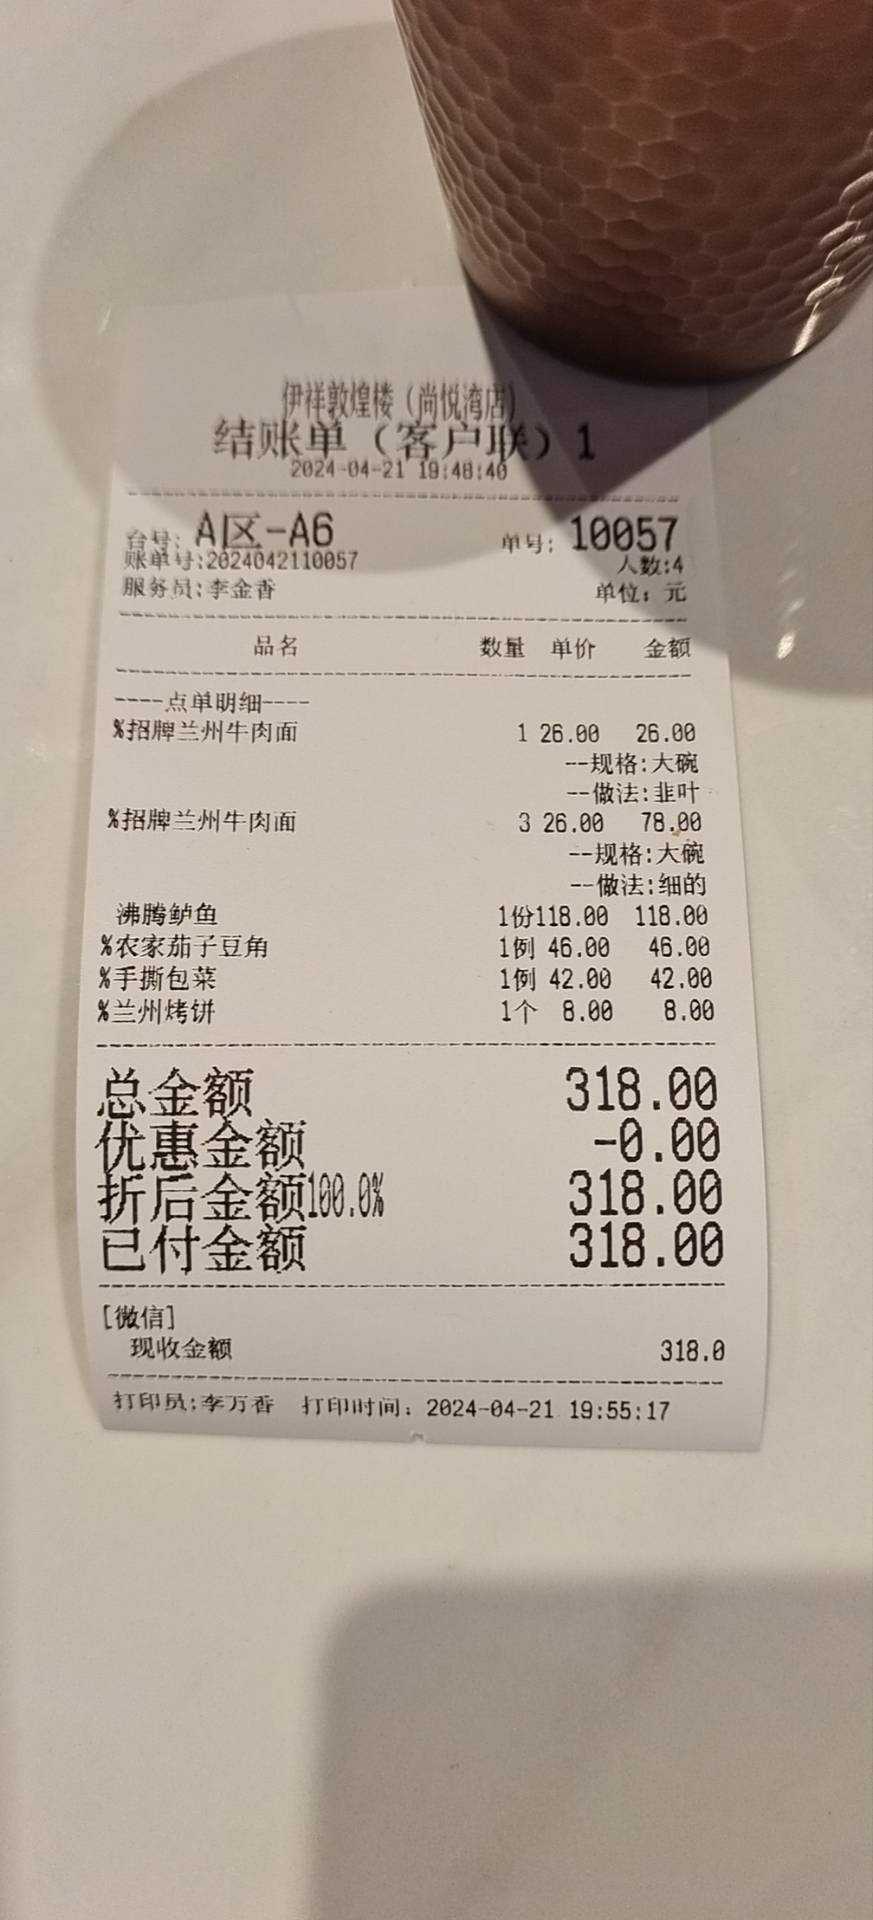 伊祥敦煌楼（尚悦湾店）
结账单（客户联）1
2024-04-21 19:48:40
台号: A区-A6 单号: 10057
账单号:2024042110057 人数:4
服务员:李金香 单位: 元
品名 数量 单价 金额
----点单明细----
%招牌兰州牛肉面 1 26.00 26.00
--规格:大碗
--做法:韭叶
%招牌兰州牛肉面 3 26.00 78.00
--规格:大碗
--做法:细的
沸腾鲈鱼 1份118.00 118.00
%农家茄子豆角 1例 46.00 46.00
%手撕包菜 1例 42.00 42.00
%兰州烤饼 1个 8.00 8.00
总金额 318.00
优惠金额 -0.00
折后金额100.0% 318.00
已付金额 318.00
[微信]
现收金额 318.0
打印员:李万香 打印时间: 2024-04-21 19:55:17